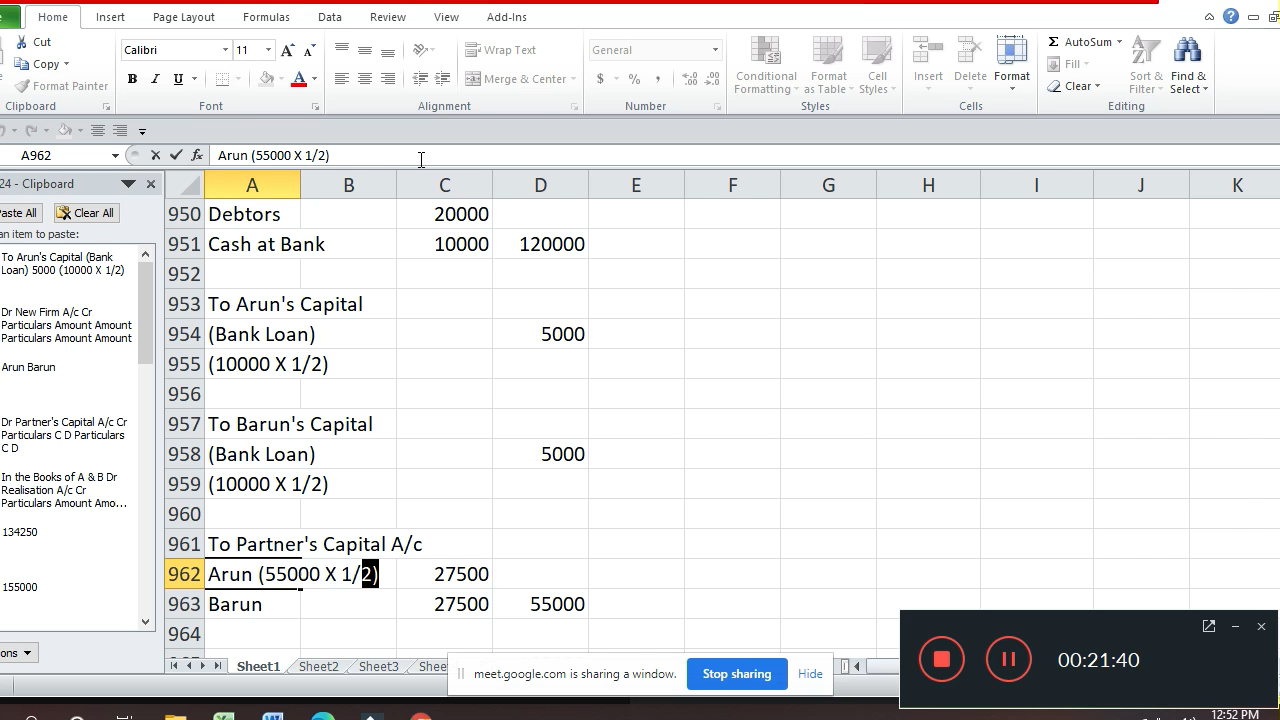 Home Insert Page Layout Formulas Data Review View Add-Ins
Cut
Copy
Format Painter
Clipboard
Calibri 11
B I U
Font
Wrap Text
Merge & Center
Alignment
General
$ % ,
Number
Conditional Formatting
Format as Table
Cell Styles
Styles
Insert Delete Format
Cells
AutoSum
Fill
Clear
Sort & Filter
Find & Select
Editing
A962 fx Arun (55000 X 1/2)
24 - Clipboard
aste All Clear All
an item to paste:
To Arun's Capital (Bank
Loan) 5000 (10000 X 1/2)
Dr New Firm A/c Cr
Particulars Amount Amount
Particulars Amount Amount
Arun Barun
Dr Partner's Capital A/c Cr
Particulars C D Particulars
C D
In the Books of A & B Dr
Realisation A/c Cr
Particulars Amount Amo...
134250
155000
ons
A B C D E F G H I J K
950 Debtors 20000
951 Cash at Bank 10000 120000
952
953 To Arun's Capital
954 (Bank Loan) 5000
955 (10000 X 1/2)
956
957 To Barun's Capital
958 (Bank Loan) 5000
959 (10000 X 1/2)
960
961 To Partner's Capital A/c
962 Arun (55000 X 1/2) 27500
963 Barun 27500 55000
964
Sheet1 Sheet2 Sheet3 Shee
meet.google.com is sharing a window. Stop sharing Hide
00:21:40
12:52 PM